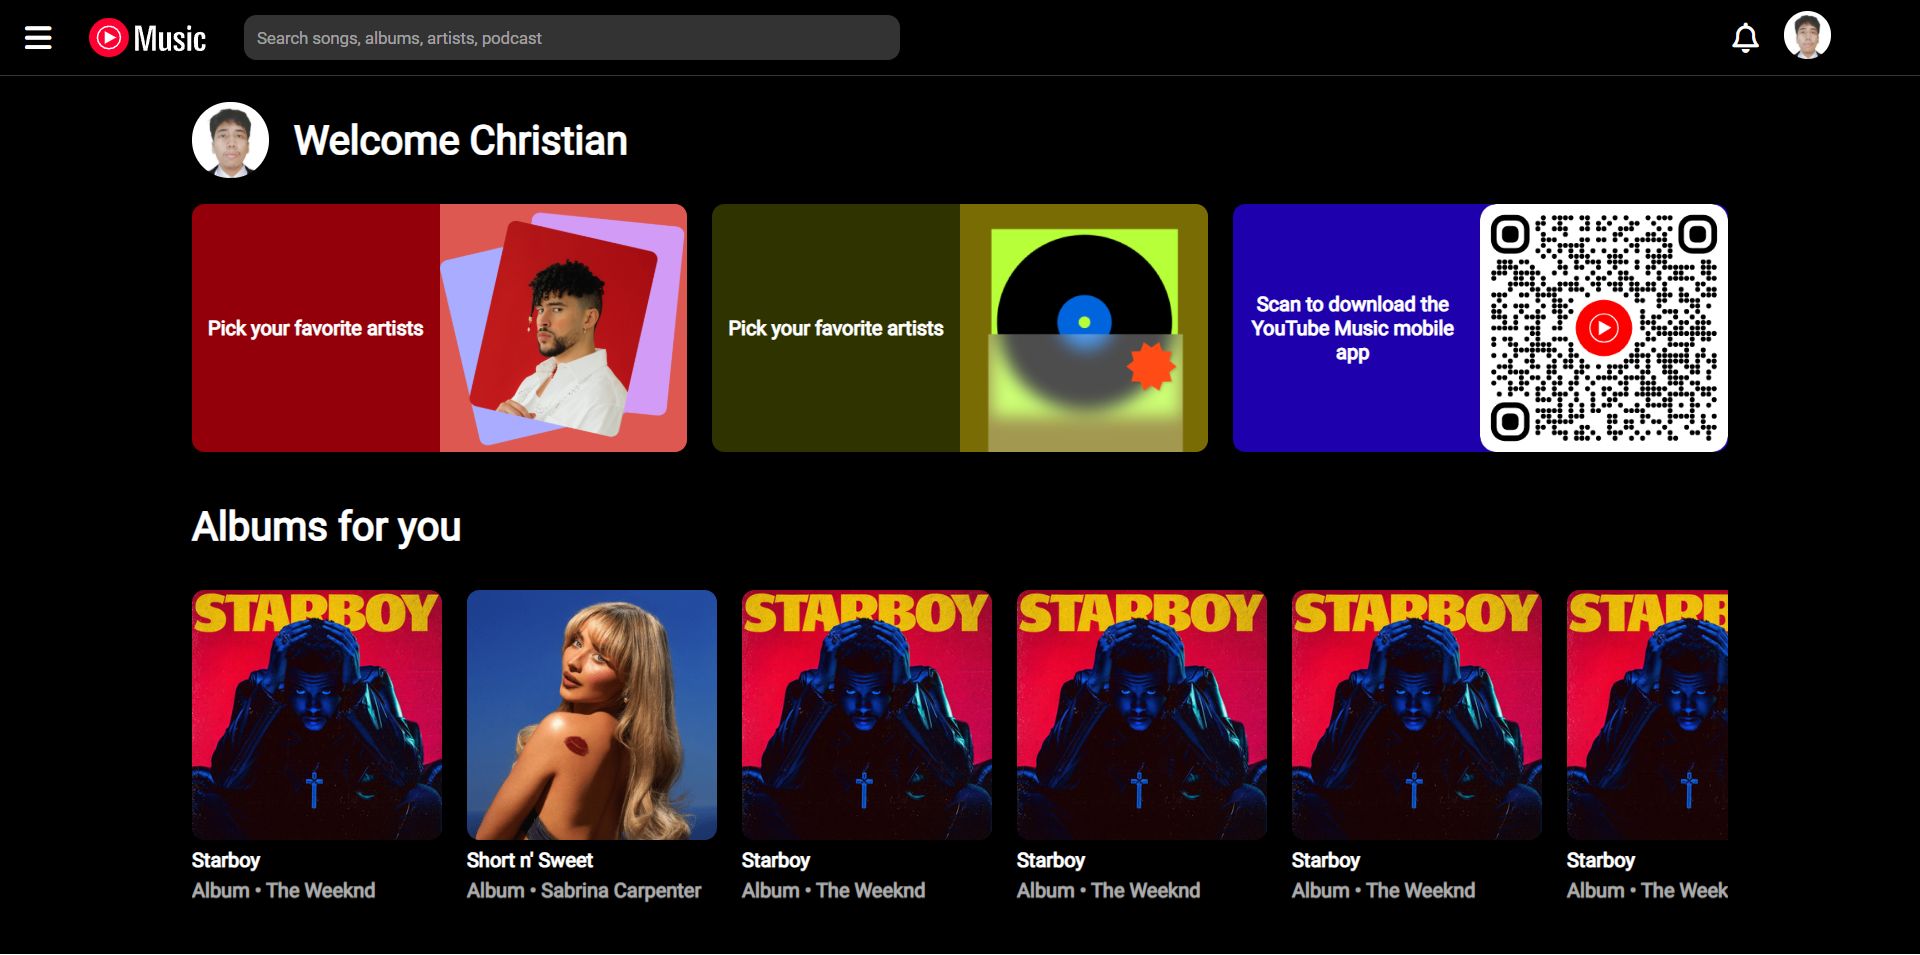 Music
Search songs, albums, artists, podcast
Welcome Christian
Pick your favorite artists
Pick your favorite artists
Scan to download the
YouTube Music mobile
app
Albums for you
STARBOY
STARBOY
STARBOY
STARBOY
STARB
Starboy
Short n' Sweet
Starboy
Starboy
Starboy
Starboy
Album • The Weeknd
Album • Sabrina Carpenter
Album • The Weeknd
Album • The Weeknd
Album • The Weeknd
Album • The Week